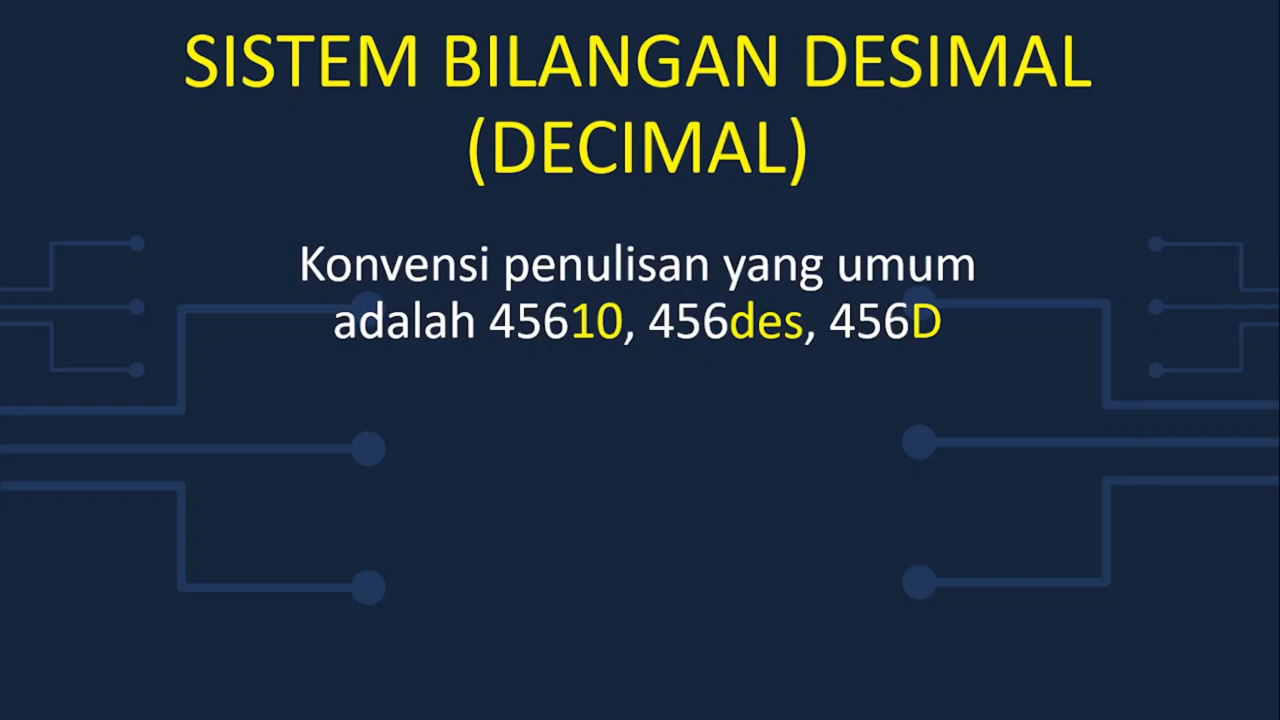 SISTEM BILANGAN DESIMAL
(DECIMAL)
Konvensi penulisan yang umum
adalah 45610, 456des, 456D